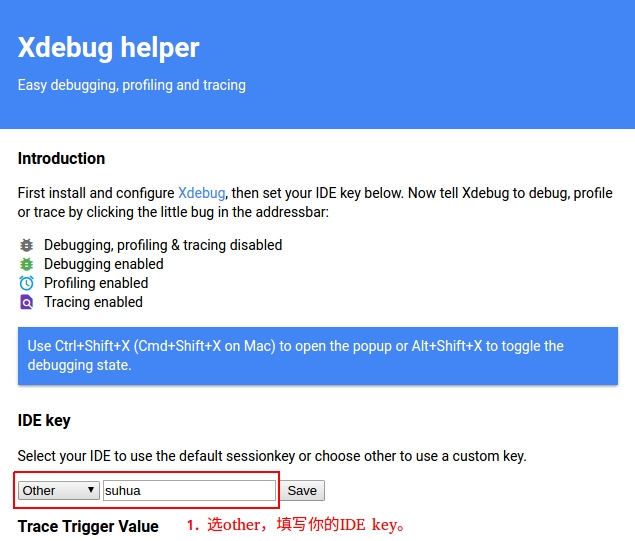 Xdebug helper
Easy debugging, profiling and tracing
Introduction
First install and configure Xdebug, then set your IDE key below. Now tell Xdebug to debug, profile
or trace by clicking the little bug in the addressbar:
Debugging, profiling & tracing disabled
Debugging enabled
Profiling enabled
Tracing enabled
Use Ctrl+Shift+X (Cmd+Shift+X on Mac) to open the popup or Alt+Shift+X to toggle the
debugging state.
IDE key
Select your IDE to use the default sessionkey or choose other to use a custom key.
Other suhua Save
Trace Trigger Value 1. 选other，填写你的IDE key。